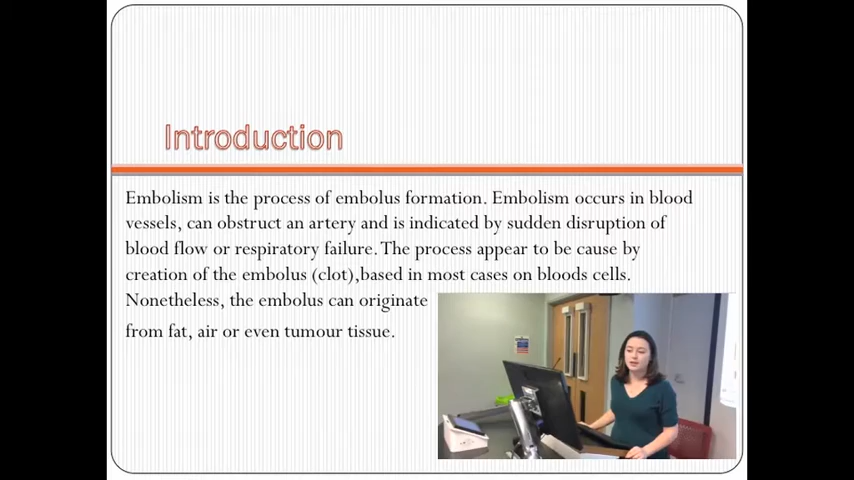 Introduction
Embolism is the process of embolus formation. Embolism occurs in blood
vessels, can obstruct an artery and is indicated by sudden disruption of
blood flow or respiratory failure. The process appear to be cause by
creation of the embolus (clot),based in most cases on bloods cells.
Nonetheless, the embolus can originate
from fat, air or even tumour tissue.